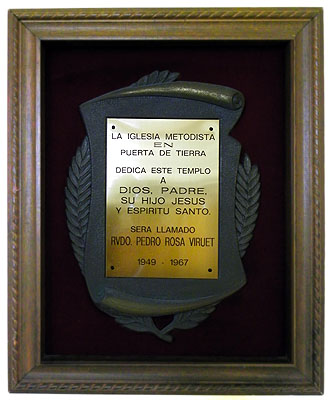 LA IGLESIA METODISTA
EN
PUERTA DE TIERRA
DEDICA ESTE TEMPLO
A
DIOS, PADRE,
SU HIJO JESUS
Y ESPIRITU SANTO.
SERA LLAMADO
RVDO. PEDRO ROSA VIRUET
1949 - 1967